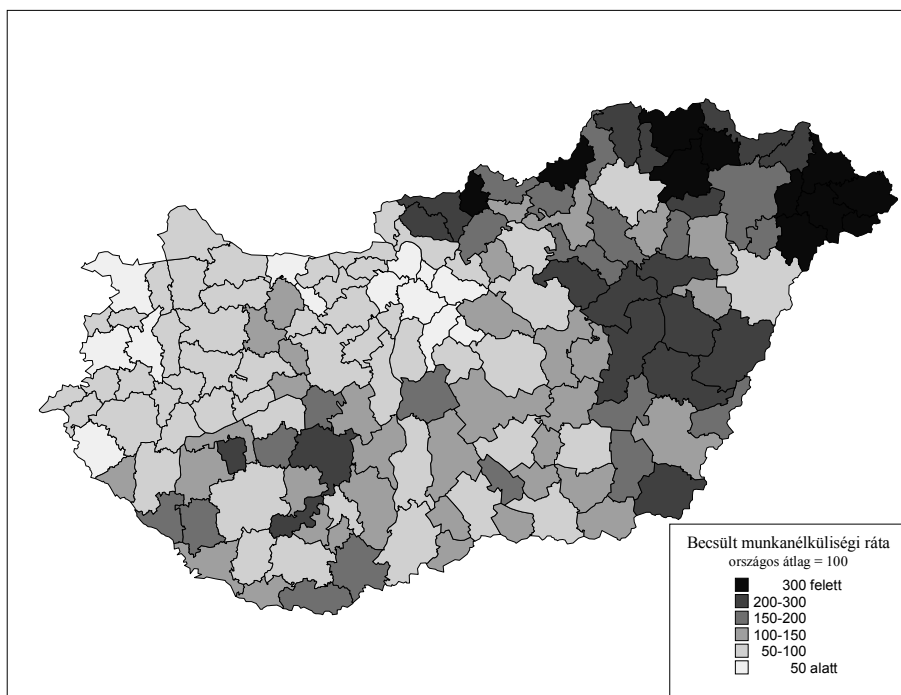 Becsült munkanélküliségi ráta
országos átlag = 100
300 felett
200-300
150-200
100-150
50-100
50 alatt